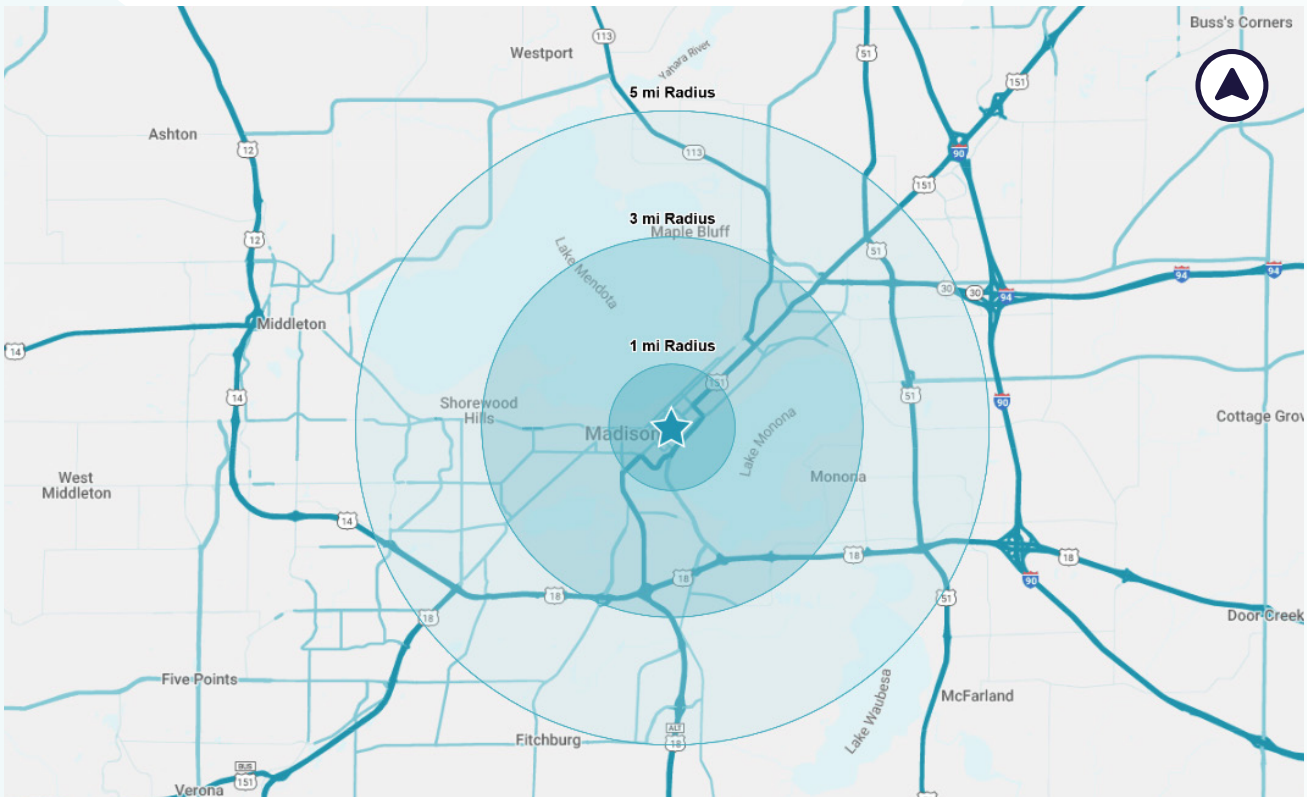 Buss's Corners
113
Westport
51
Yahara River
151
5 mi Radius
Ashton
12
113
90
151
3 mi Radius
Maple Bluff
12
Lake Mendota
51
94
94
30
30
94
Middleton
14
1 mi Radius
151
14
51
90
Shorewood
Hills
Madison
Lake Monona
Cottage Grov
West
Middleton
Monona
14
18
18
18
90
18
51
18
Door Creek
Five Points
McFarland
Lake Waubesa
ALT
18
Fitchburg
BUS
151
Verona